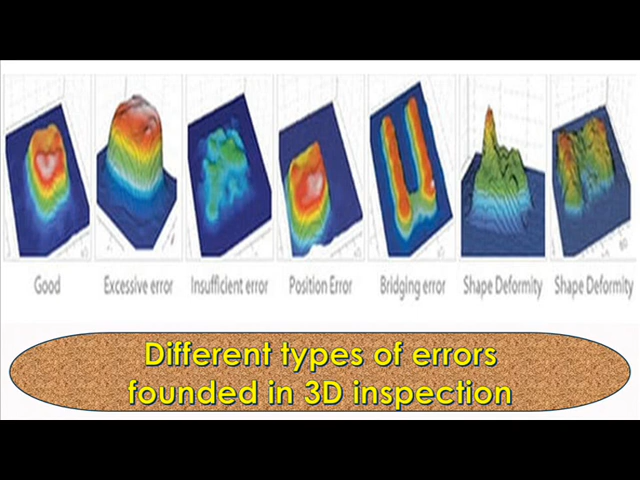 Good
Excessive error
Insufficient error
Position Error
Bridging error
Shape Deformity
Shape Deformity
Different types of errors
founded in 3D inspection